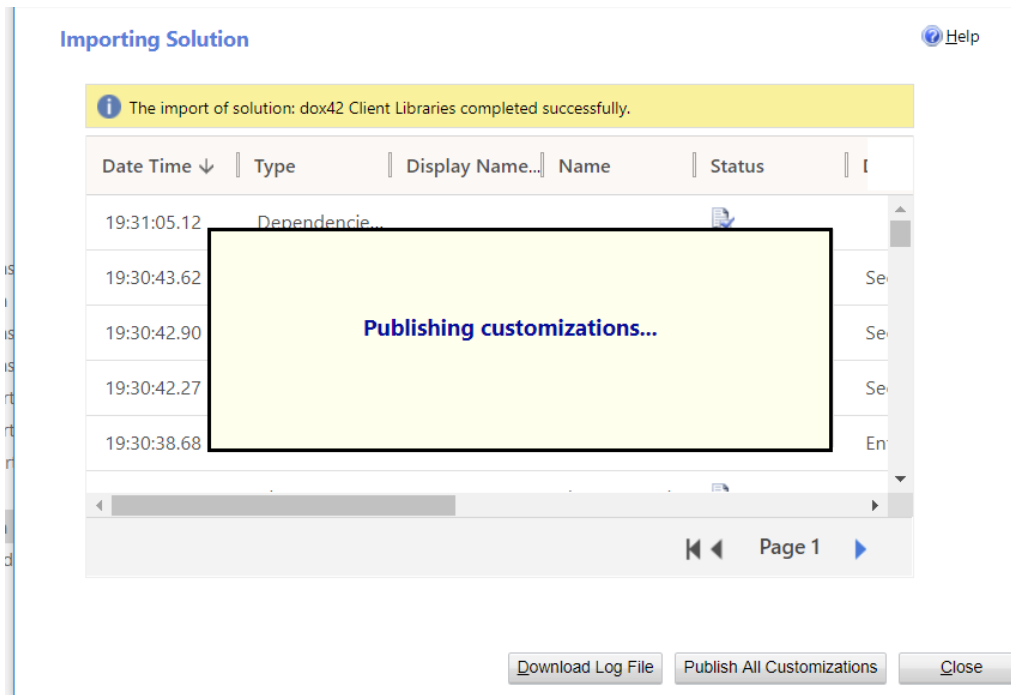 Importing Solution
Help
The import of solution: dox42 Client Libraries completed successfully.
Date Time Type Display Name... Name Status
19:31:05.12 Dependencie...
19:30:43.62
19:30:42.90
19:30:42.27
19:30:38.68
Publishing customizations...
Page 1
Download Log File Publish All Customizations Close